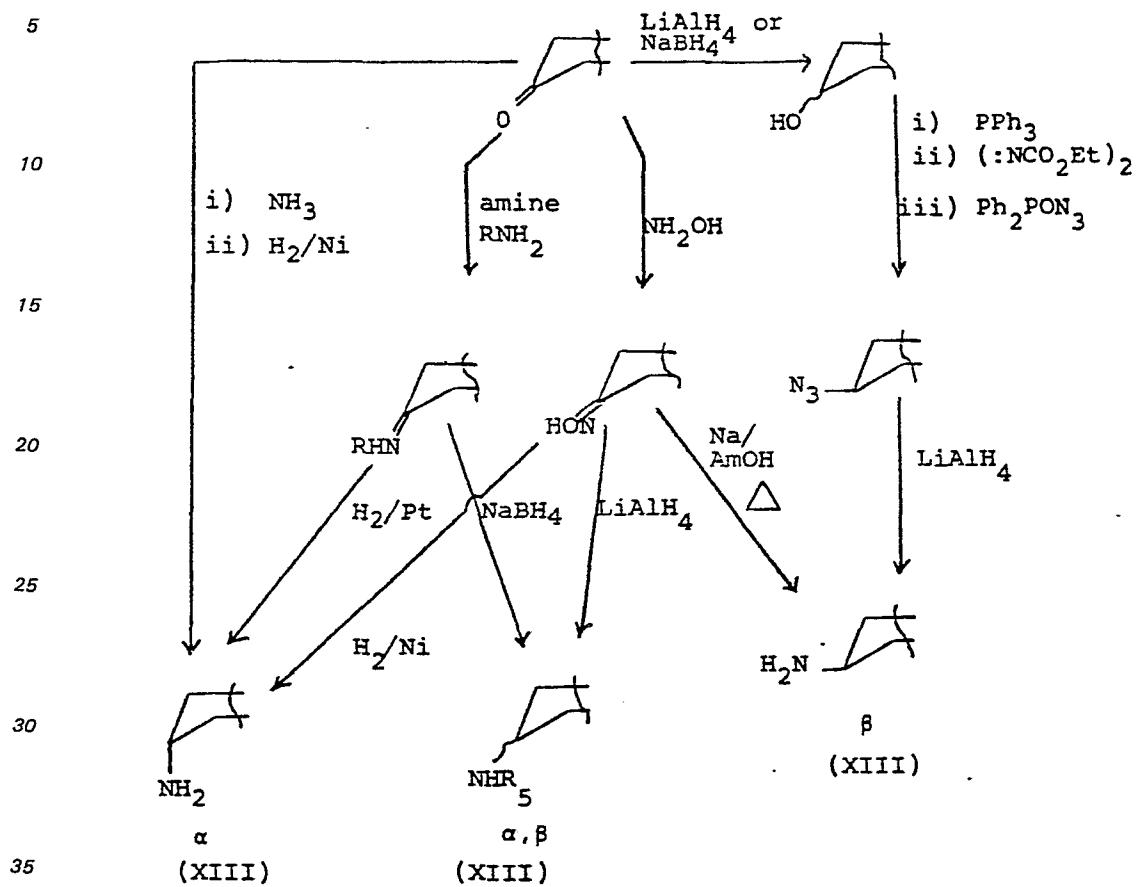 5
LiAlH4 or
NaBH4
O
HO
i) PPh3
ii) (:NCO2Et)2
iii) Ph2PON3
10
i) NH3
ii) H2/Ni
amine
RNH2
NH2OH
15
N3
RHN
HON
20
Na/
AmOH
△
LiAlH4
H2/Pt
NaBH4
LiAlH4
25
H2/Ni
H2N
β
(XIII)
30
NH2
NHR5
α
(XIII)
α,β
(XIII)
35